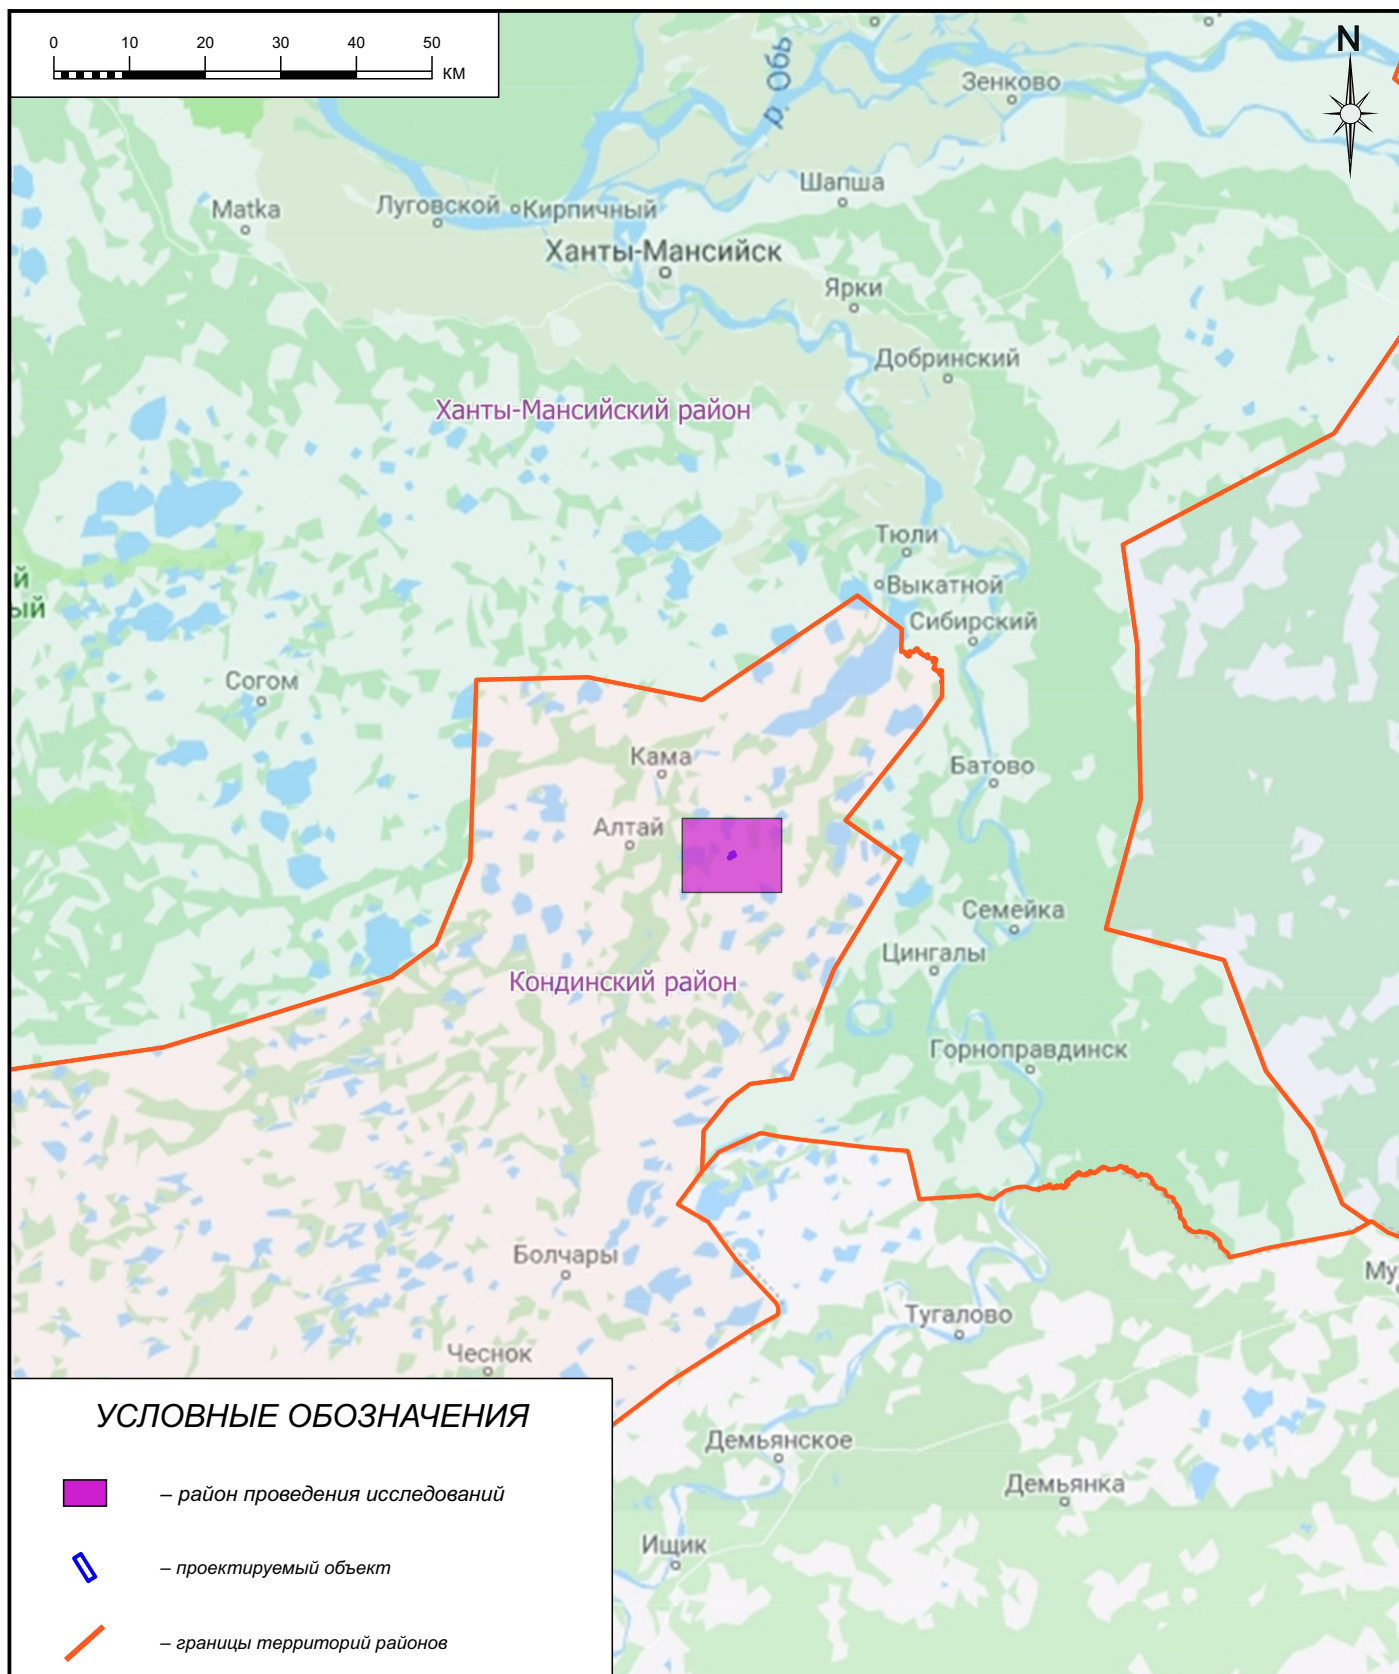 0 10 20 30 40 50
КМ
N
р. Обь
Зенково
Шапша
Matka
Луговской
Кирпичный
Ханты-Мансийск
Ярки
Добринский
Ханты-Мансийский район
Тюли
й
ый
Выкатной
Сибирский
Согом
Кама
Батово
Алтай
Семейка
Цингалы
Кондинский район
Горноправдинск
Болчары
Му
Тугалово
Чеснок
УСЛОВНЫЕ ОБОЗНАЧЕНИЯ
Демьянское
Демьянка
– район проведения исследований
Ищик
– проектируемый объект
– границы территорий районов